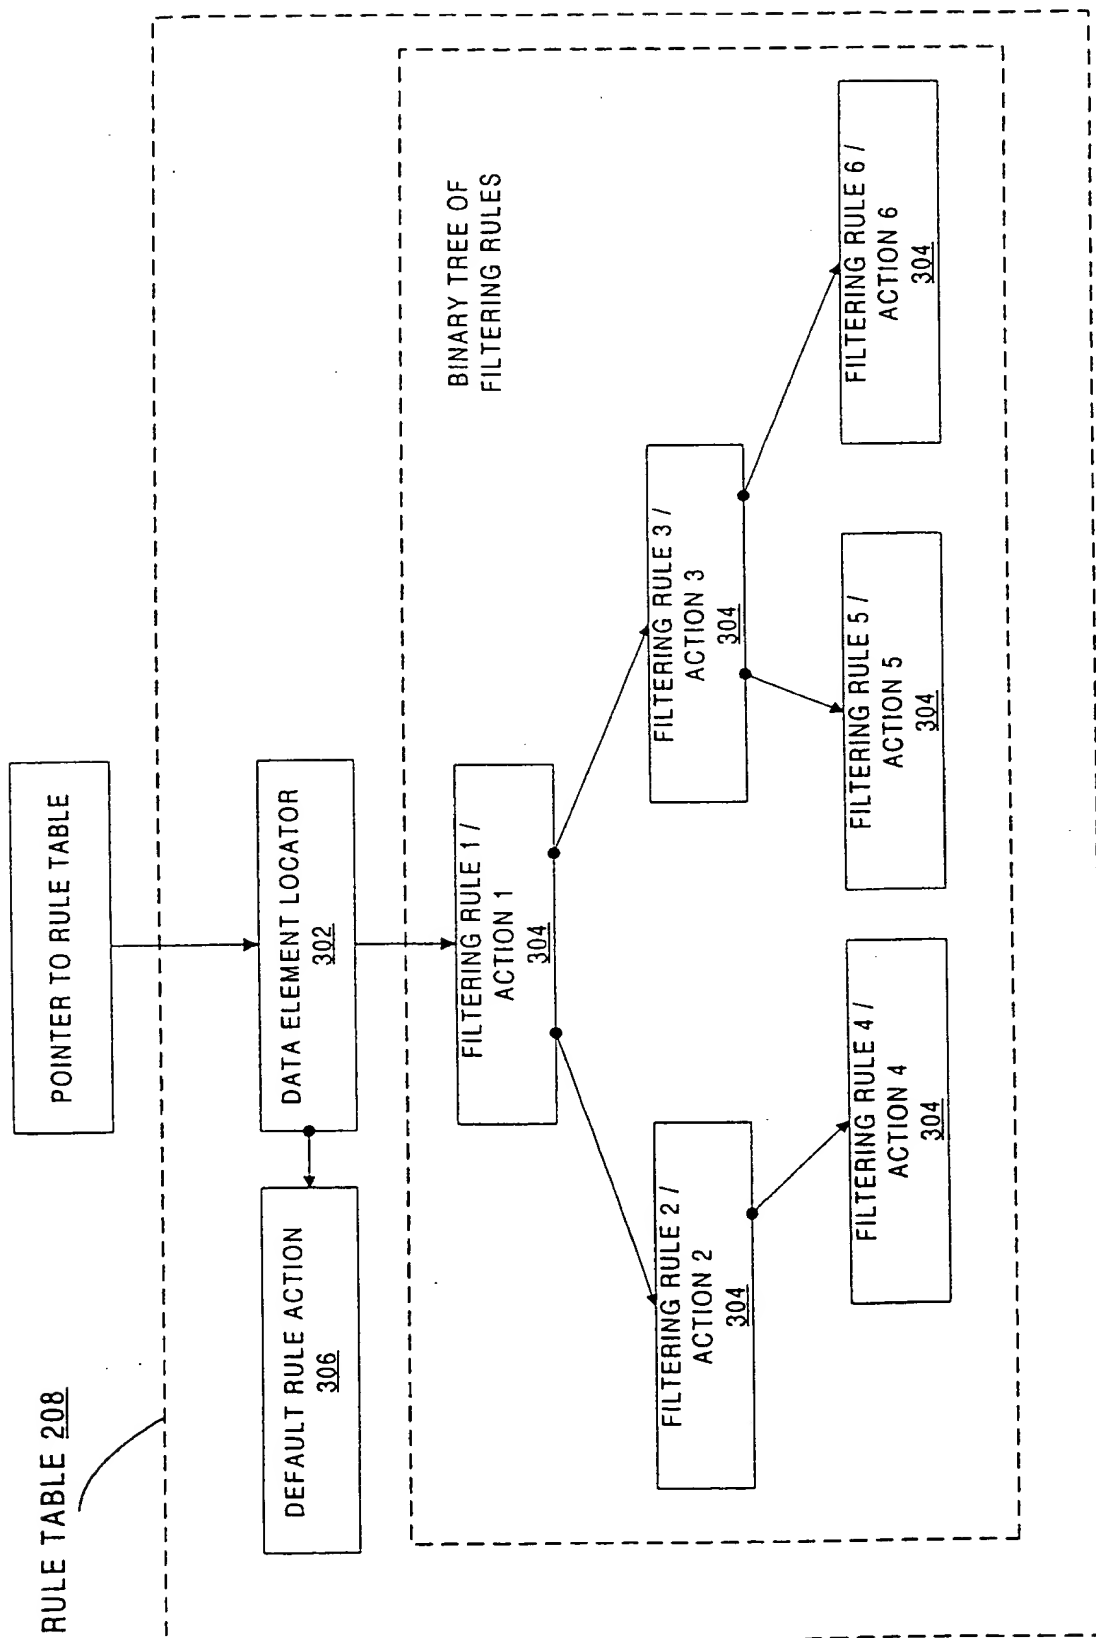 RULE TABLE 208
POINTER TO RULE TABLE
DEFAULT RULE ACTION
306
DATA ELEMENT LOCATOR
302
BINARY TREE OF
FILTERING RULES
FILTERING RULE 1 /
ACTION 1
304
FILTERING RULE 2 /
ACTION 2
304
FILTERING RULE 3 /
ACTION 3
304
FILTERING RULE 4 /
ACTION 4
304
FILTERING RULE 5 /
ACTION 5
304
FILTERING RULE 6 /
ACTION 6
304